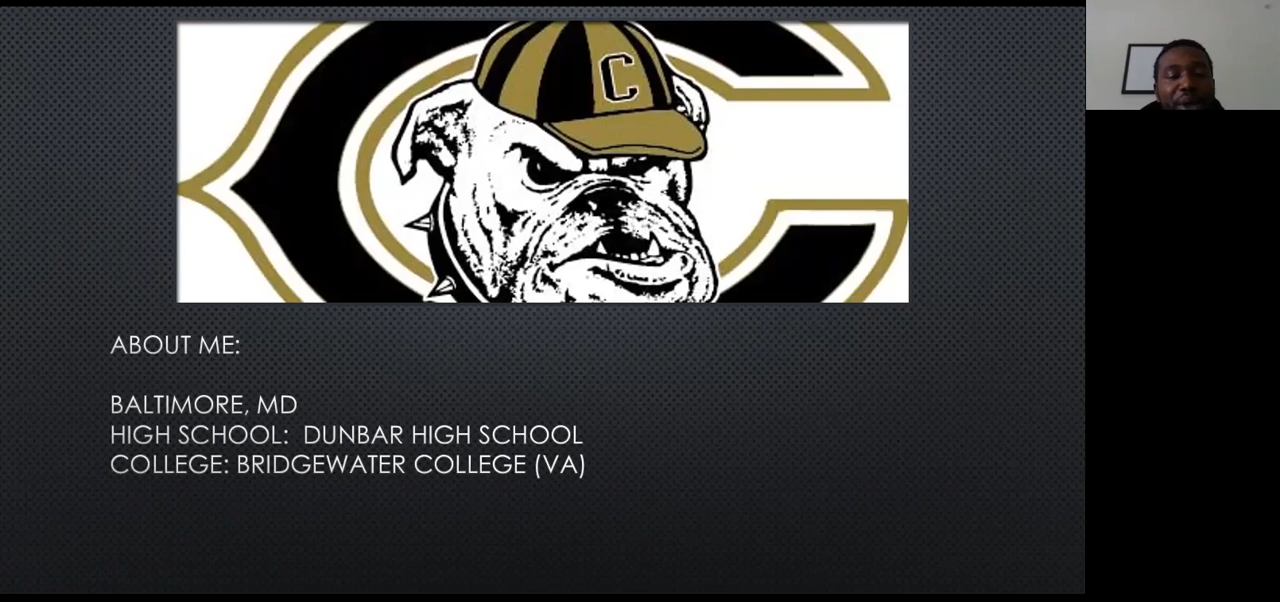 C
ABOUT ME:
BALTIMORE, MD
HIGH SCHOOL: DUNBAR HIGH SCHOOL
COLLEGE: BRIDGEWATER COLLEGE (VA)